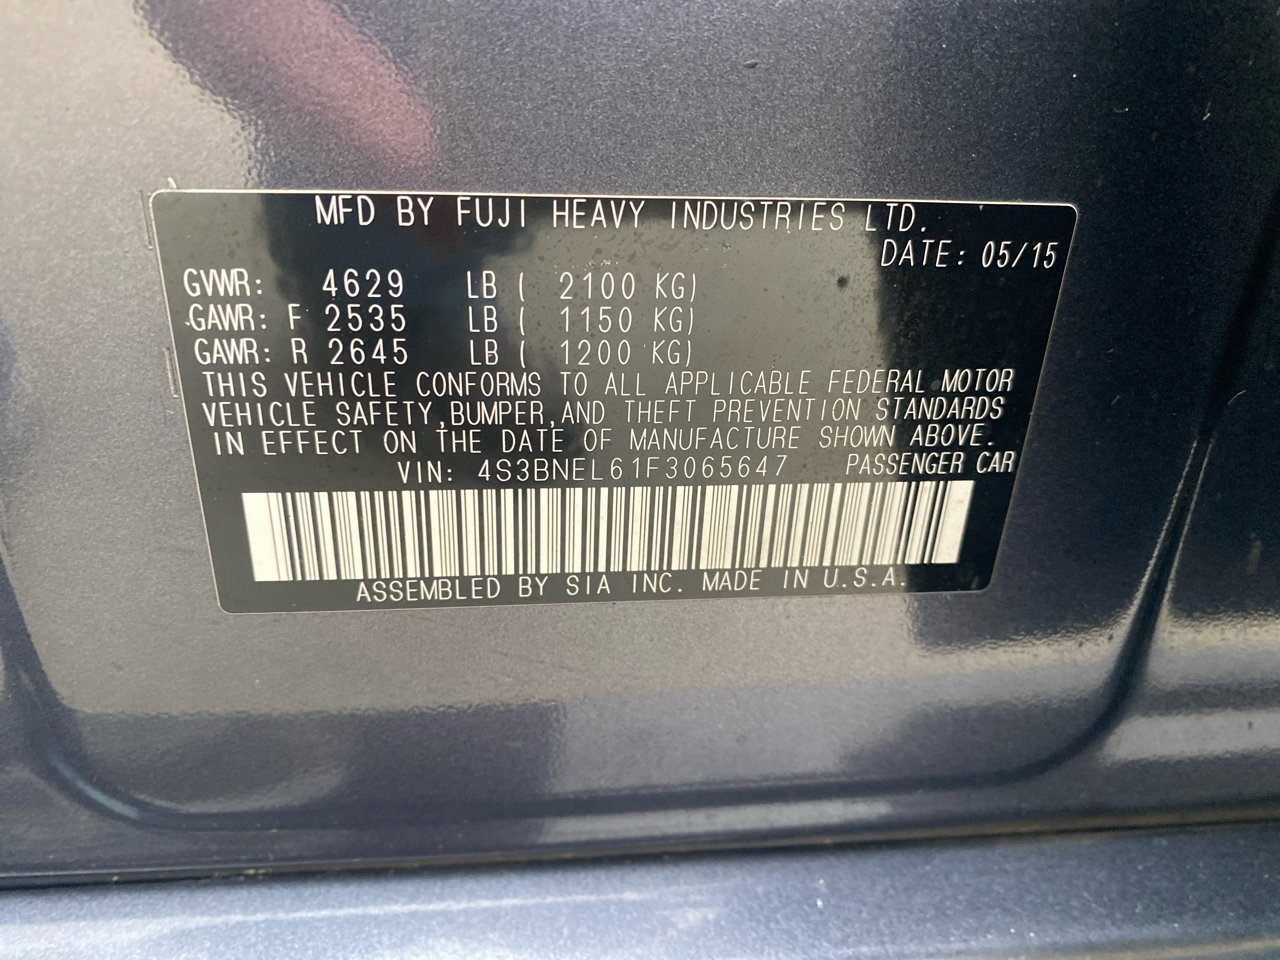 MFD BY FUJI HEAVY INDUSTRIES LTD.
DATE: 05/15
GVWR: 4629 LB ( 2100 KG)
GAWR: F 2535 LB ( 1150 KG)
GAWR: R 2645 LB ( 1200 KG)
THIS VEHICLE CONFORMS TO ALL APPLICABLE FEDERAL MOTOR
VEHICLE SAFETY,BUMPER,AND THEFT PREVENTION STANDARDS
IN EFFECT ON THE DATE OF MANUFACTURE SHOWN ABOVE.
VIN: 4S3BNEL61F3065647 PASSENGER CAR
ASSEMBLED BY SIA INC. MADE IN U.S.A.